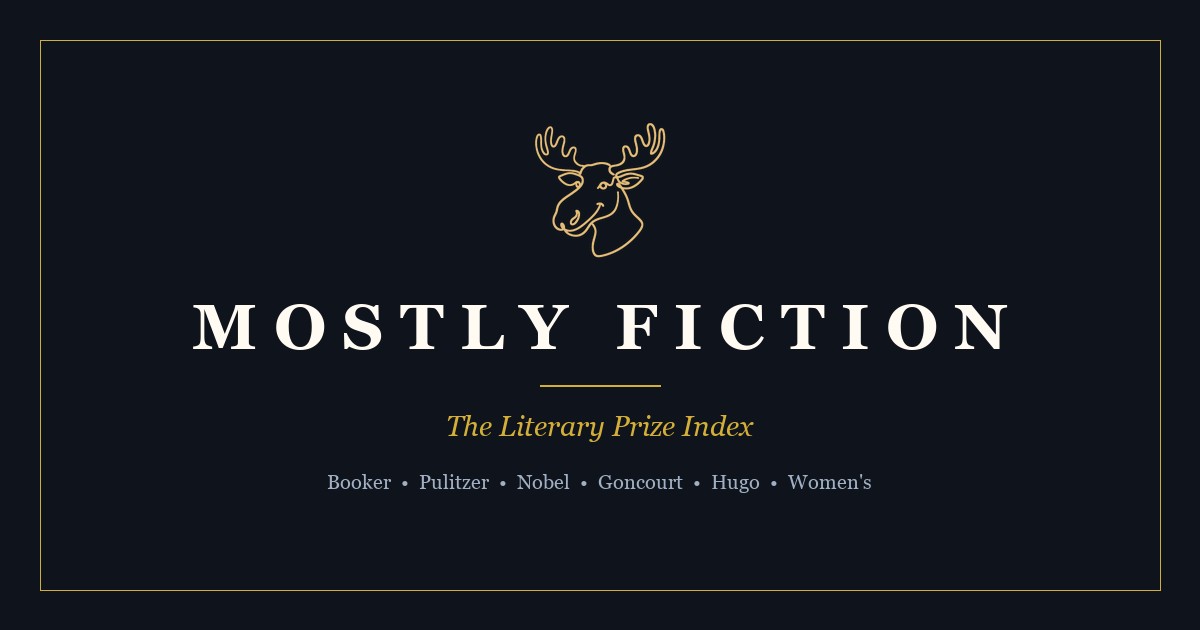 MOSTLY FICTION
The Literary Prize Index
Booker • Pulitzer • Nobel • Goncourt • Hugo • Women's